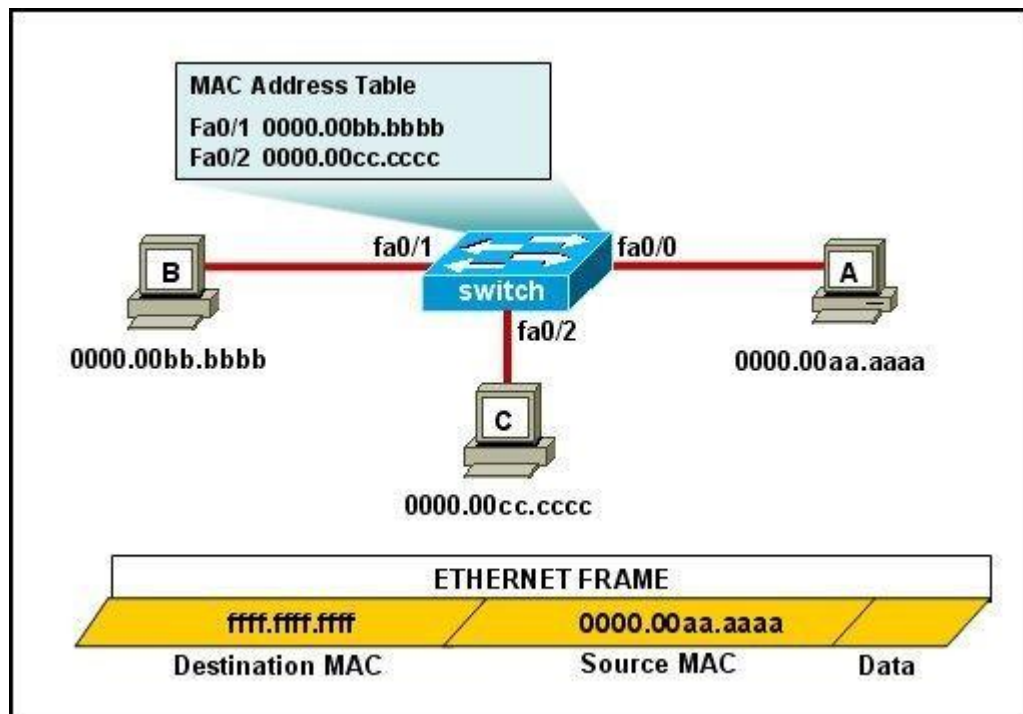 MAC Address Table
Fa0/1 0000.00bb.bbbb
Fa0/2 0000.00cc.cccc
fa0/1
fa0/0
B
A
switch
fa0/2
0000.00bb.bbbb
0000.00aa.aaaa
C
0000.00cc.cccc
ETHERNET FRAME
ffff.ffff.ffff 0000.00aa.aaaa
Destination MAC Source MAC Data